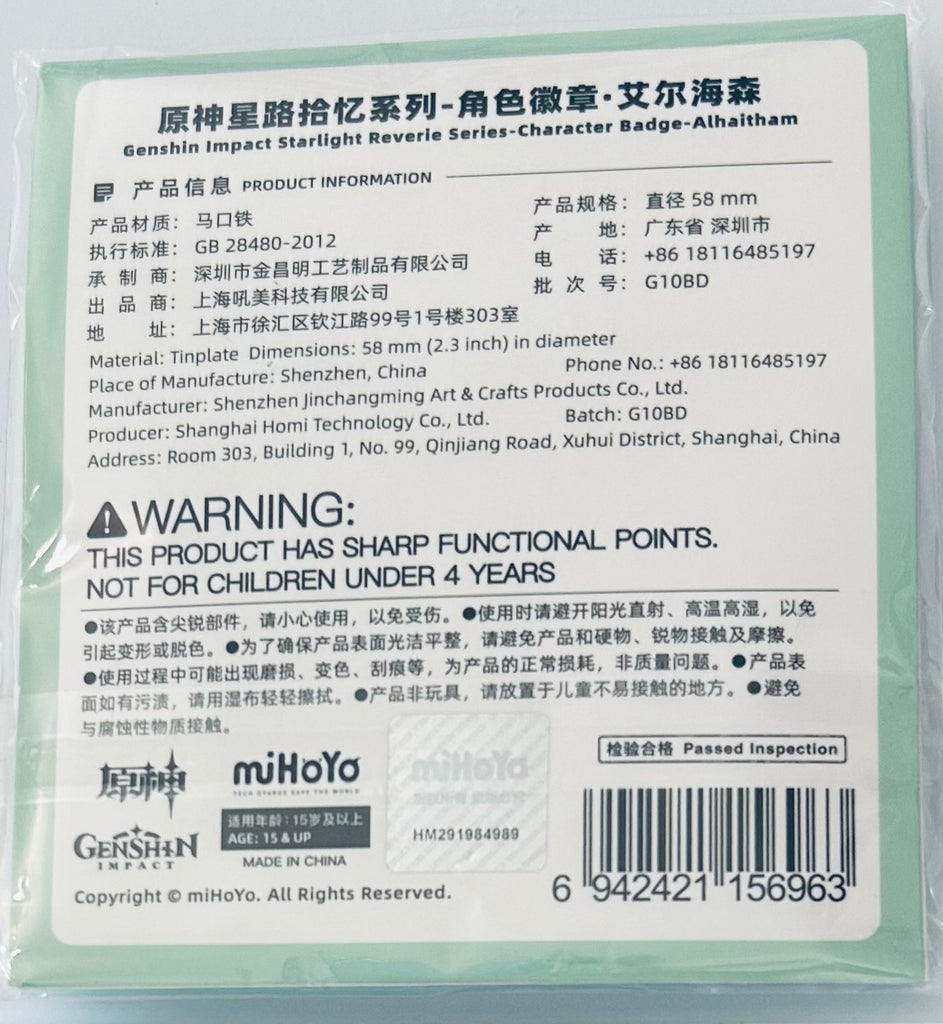 原神星路拾忆系列-角色徽章·艾尔海森
Genshin Impact Starlight Reverie Series-Character Badge-Alhaitham
产品信息 PRODUCT INFORMATION
产品材质：马口铁 产品规格：直径 58 mm
执行标准：GB 28480-2012 产 地：广东省 深圳市
承 制 商：深圳市金昌明工艺制品有限公司 电 话：+86 18116485197
出 品 商：上海吼美科技有限公司 批 次 号：G10BD
地 址：上海市徐汇区钦江路99号1号楼303室
Material: Tinplate Dimensions: 58 mm (2.3 inch) in diameter
Place of Manufacture: Shenzhen, China Phone No.: +86 18116485197
Manufacturer: Shenzhen Jinchangming Art & Crafts Products Co., Ltd.
Producer: Shanghai Homi Technology Co., Ltd. Batch: G10BD
Address: Room 303, Building 1, No. 99, Qinjiang Road, Xuhui District, Shanghai, China
WARNING:
THIS PRODUCT HAS SHARP FUNCTIONAL POINTS.
NOT FOR CHILDREN UNDER 4 YEARS
●该产品含尖锐部件，请小心使用，以免受伤。●使用时请避开阳光直射、高温高湿，以免
引起变形或脱色。●为了确保产品表面光洁平整，请避免产品和硬物、锐物接触及摩擦。
●使用过程中可能出现磨损、变色、刮痕等，为产品的正常损耗，非质量问题。●产品表
面如有污渍，请用湿布轻轻擦拭。●产品非玩具，请放置于儿童不易接触的地方。●避免
与腐蚀性物质接触。
检验合格 Passed Inspection
原神
GENSHIN
IMPACT
miHoYo
TECH OTAKUS SAVE THE WORLD
适用年龄：15岁及以上
AGE: 15 & UP
MADE IN CHINA
miHoYo
HM291984989
Copyright © miHoYo. All Rights Reserved.
6 942421 156963